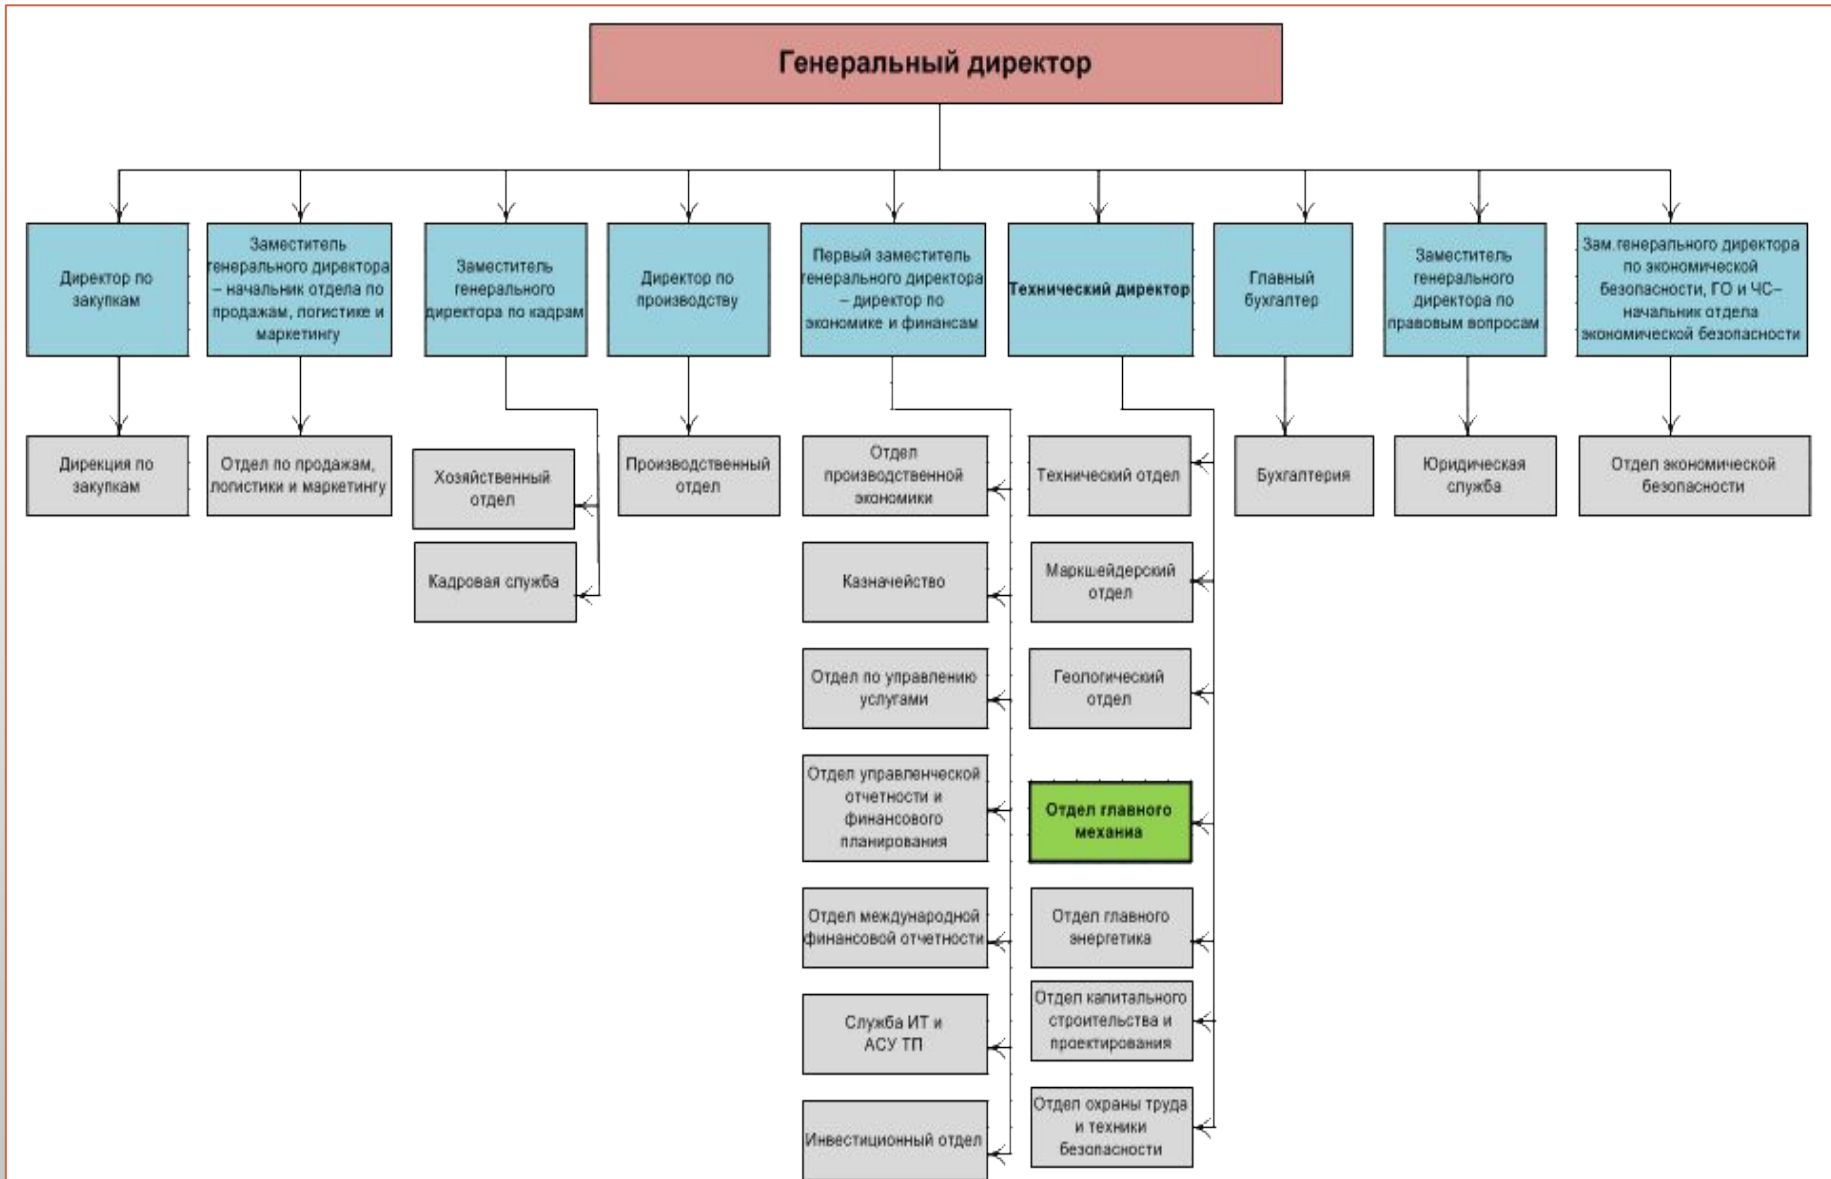 Генеральный директор
Директор по
закупкам
Заместитель
генерального директора
– начальник отдела по
продажам, логистике и
маркетингу
Заместитель
генерального
директора по кадрам
Директор по
производству
Первый заместитель
генерального директора
– директор по
экономике и финансам
Технический директор
Главный
бухгалтер
Заместитель
генерального
директора по
правовым вопросам
Зам.генерального директора
по экономической
безопасности, ГО и ЧС–
начальник отдела
экономической безопасности
Дирекция по
закупкам
Отдел по продажам,
логистики и маркетингу
Хозяйственный
отдел
Кадровая служба
Производственный
отдел
Отдел
производственной
экономики
Казначейство
Отдел по управлению
услугами
Отдел управленческой
отчетности и
финансового
планирования
Отдел международной
финансовой отчетности
Служба ИТ и
АСУ ТП
Инвестиционный отдел
Технический отдел
Маркшейдерский
отдел
Геологический
отдел
Отдел главного
механиа
Отдел главного
энергетика
Отдел капитального
строительства и
проектирования
Отдел охраны труда
и техники
безопасности
Бухгалтерия
Юридическая
служба
Отдел экономической
безопасности